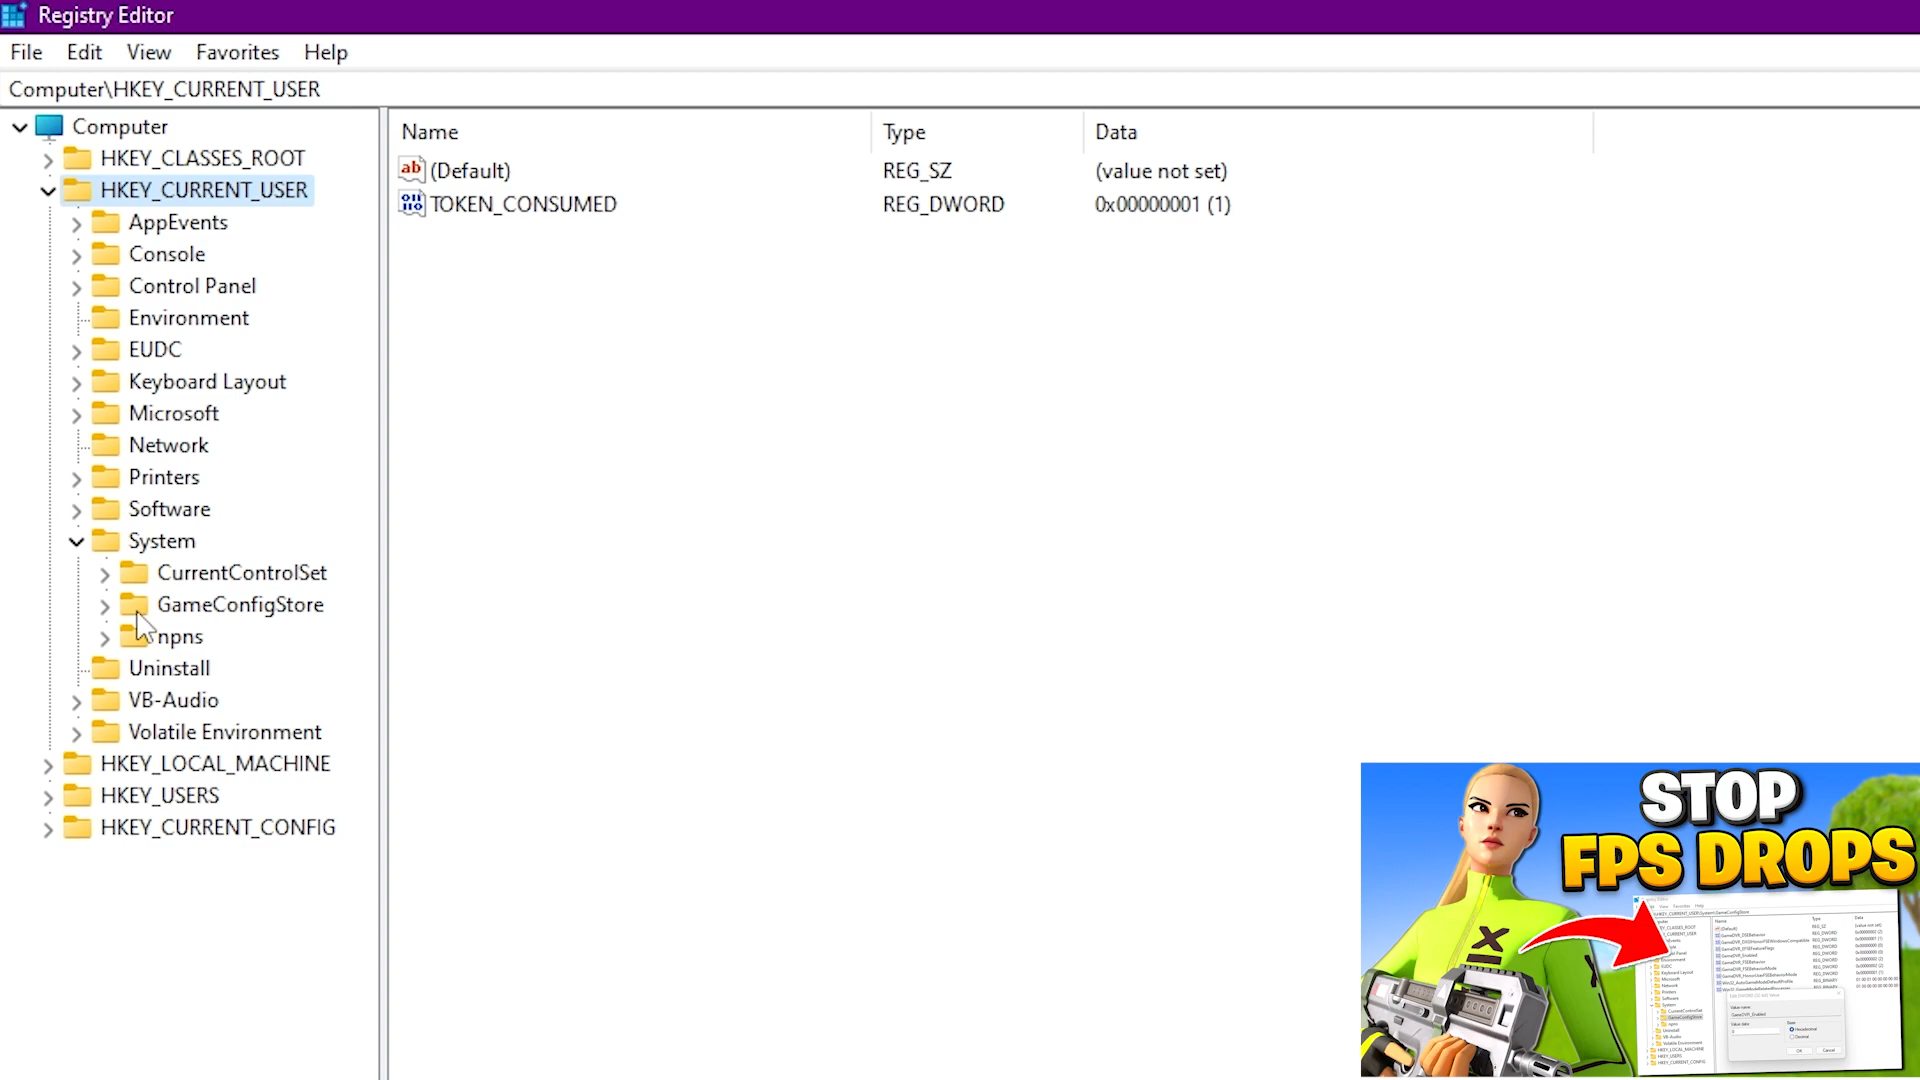 Registry Editor
File Edit View Favorites Help
Computer\HKEY_CURRENT_USER
Computer
HKEY_CLASSES_ROOT
HKEY_CURRENT_USER
AppEvents
Console
Control Panel
Environment
EUDC
Keyboard Layout
Microsoft
Network
Printers
Software
System
CurrentControlSet
GameConfigStore
npns
Uninstall
VB-Audio
Volatile Environment
HKEY_LOCAL_MACHINE
HKEY_USERS
HKEY_CURRENT_CONFIG
Name Type Data
(Default) REG_SZ (value not set)
TOKEN_CONSUMED REG_DWORD 0x00000001 (1)
STOP
FPS DROPS